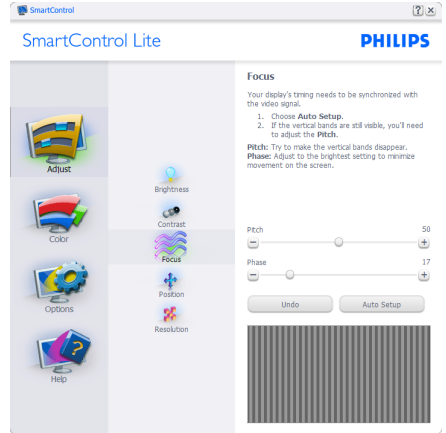 SmartControl
SmartControl Lite
PHILIPS
Adjust
Color
Options
Help
Brightness
Contrast
Focus
Position
Resolution
Focus
Your display's timing needs to be synchronized with
the video signal.
1. Choose Auto Setup.
2. If the vertical bands are still visible, you'll need
to adjust the Pitch.
Pitch: Try to make the vertical bands disappear.
Phase: Adjust to the brightest setting to minimize
movement on the screen.
Pitch 50
Phase 17
Undo Auto Setup